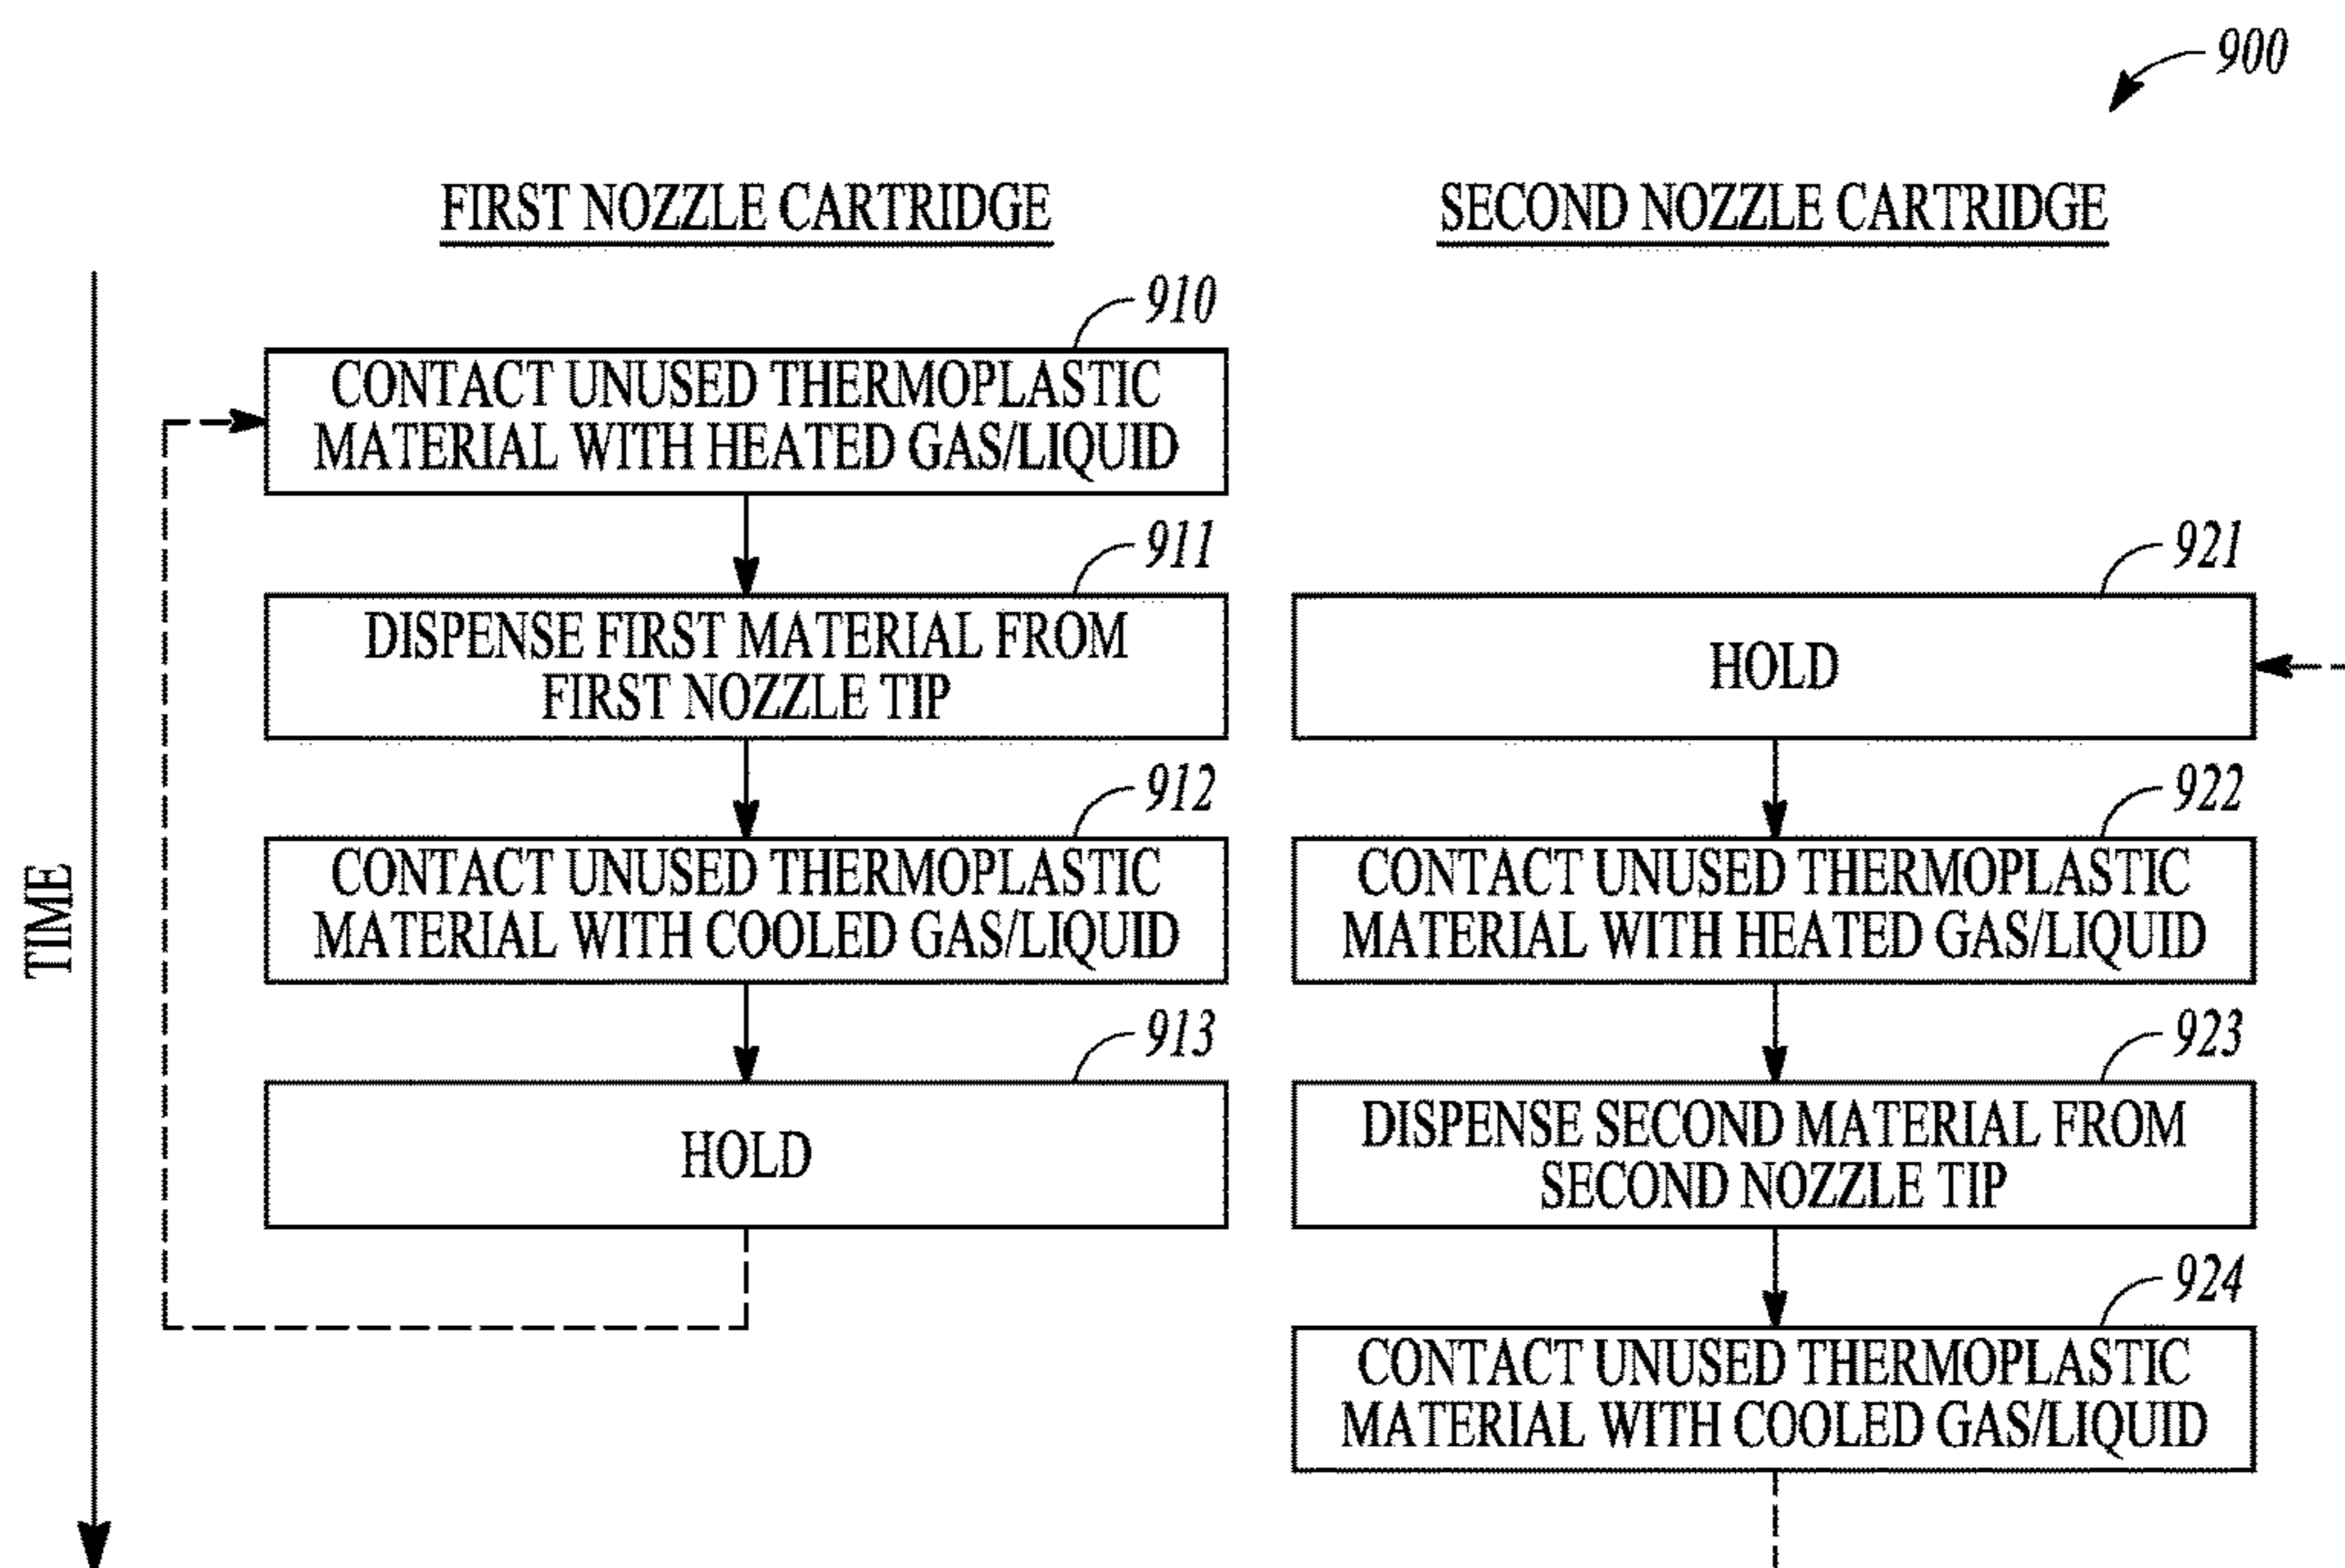 900
FIRST NOZZLE CARTRIDGE
SECOND NOZZLE CARTRIDGE
TIME
910
CONTACT UNUSED THERMOPLASTIC
MATERIAL WITH HEATED GAS/LIQUID
911
DISPENSE FIRST MATERIAL FROM
FIRST NOZZLE TIP
912
CONTACT UNUSED THERMOPLASTIC
MATERIAL WITH COOLED GAS/LIQUID
913
HOLD
921
HOLD
922
CONTACT UNUSED THERMOPLASTIC
MATERIAL WITH HEATED GAS/LIQUID
923
DISPENSE SECOND MATERIAL FROM
SECOND NOZZLE TIP
924
CONTACT UNUSED THERMOPLASTIC
MATERIAL WITH COOLED GAS/LIQUID